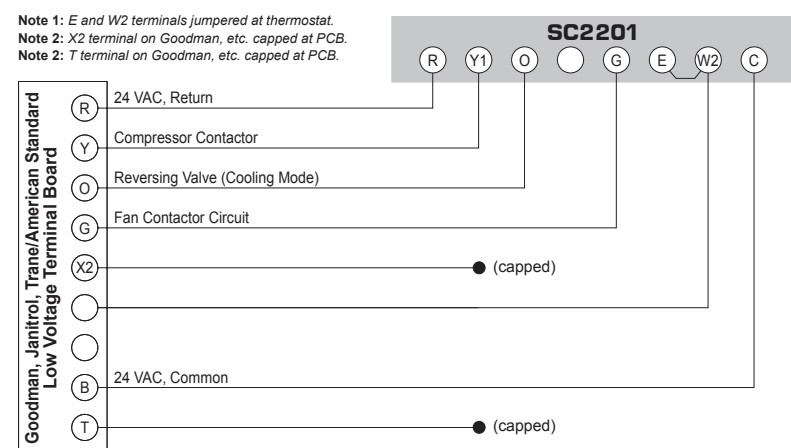 Note 1: E and W2 terminals jumpered at thermostat.
Note 2: X2 terminal on Goodman, etc. capped at PCB.
Note 2: T terminal on Goodman, etc. capped at PCB.
SC2201
R Y1 O G E W2 C
Goodman, Janitrol, Trane/American Standard
Low Voltage Terminal Board
R 24 VAC, Return
Y Compressor Contactor
O Reversing Valve (Cooling Mode)
G Fan Contactor Circuit
X2 (capped)
B 24 VAC, Common
T (capped)